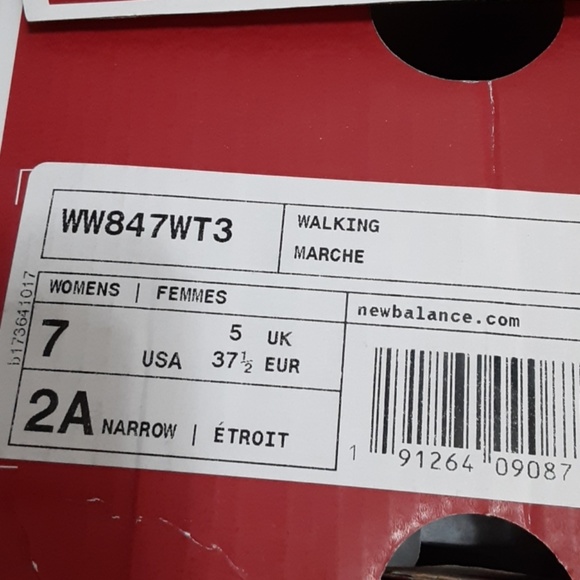 WW847WT3
WALKING
MARCHE
WOMENS | FEMMES
7 USA 5 UK
37½ EUR
2A NARROW | ÉTROIT
newbalance.com
1 91264 09087
b173641017